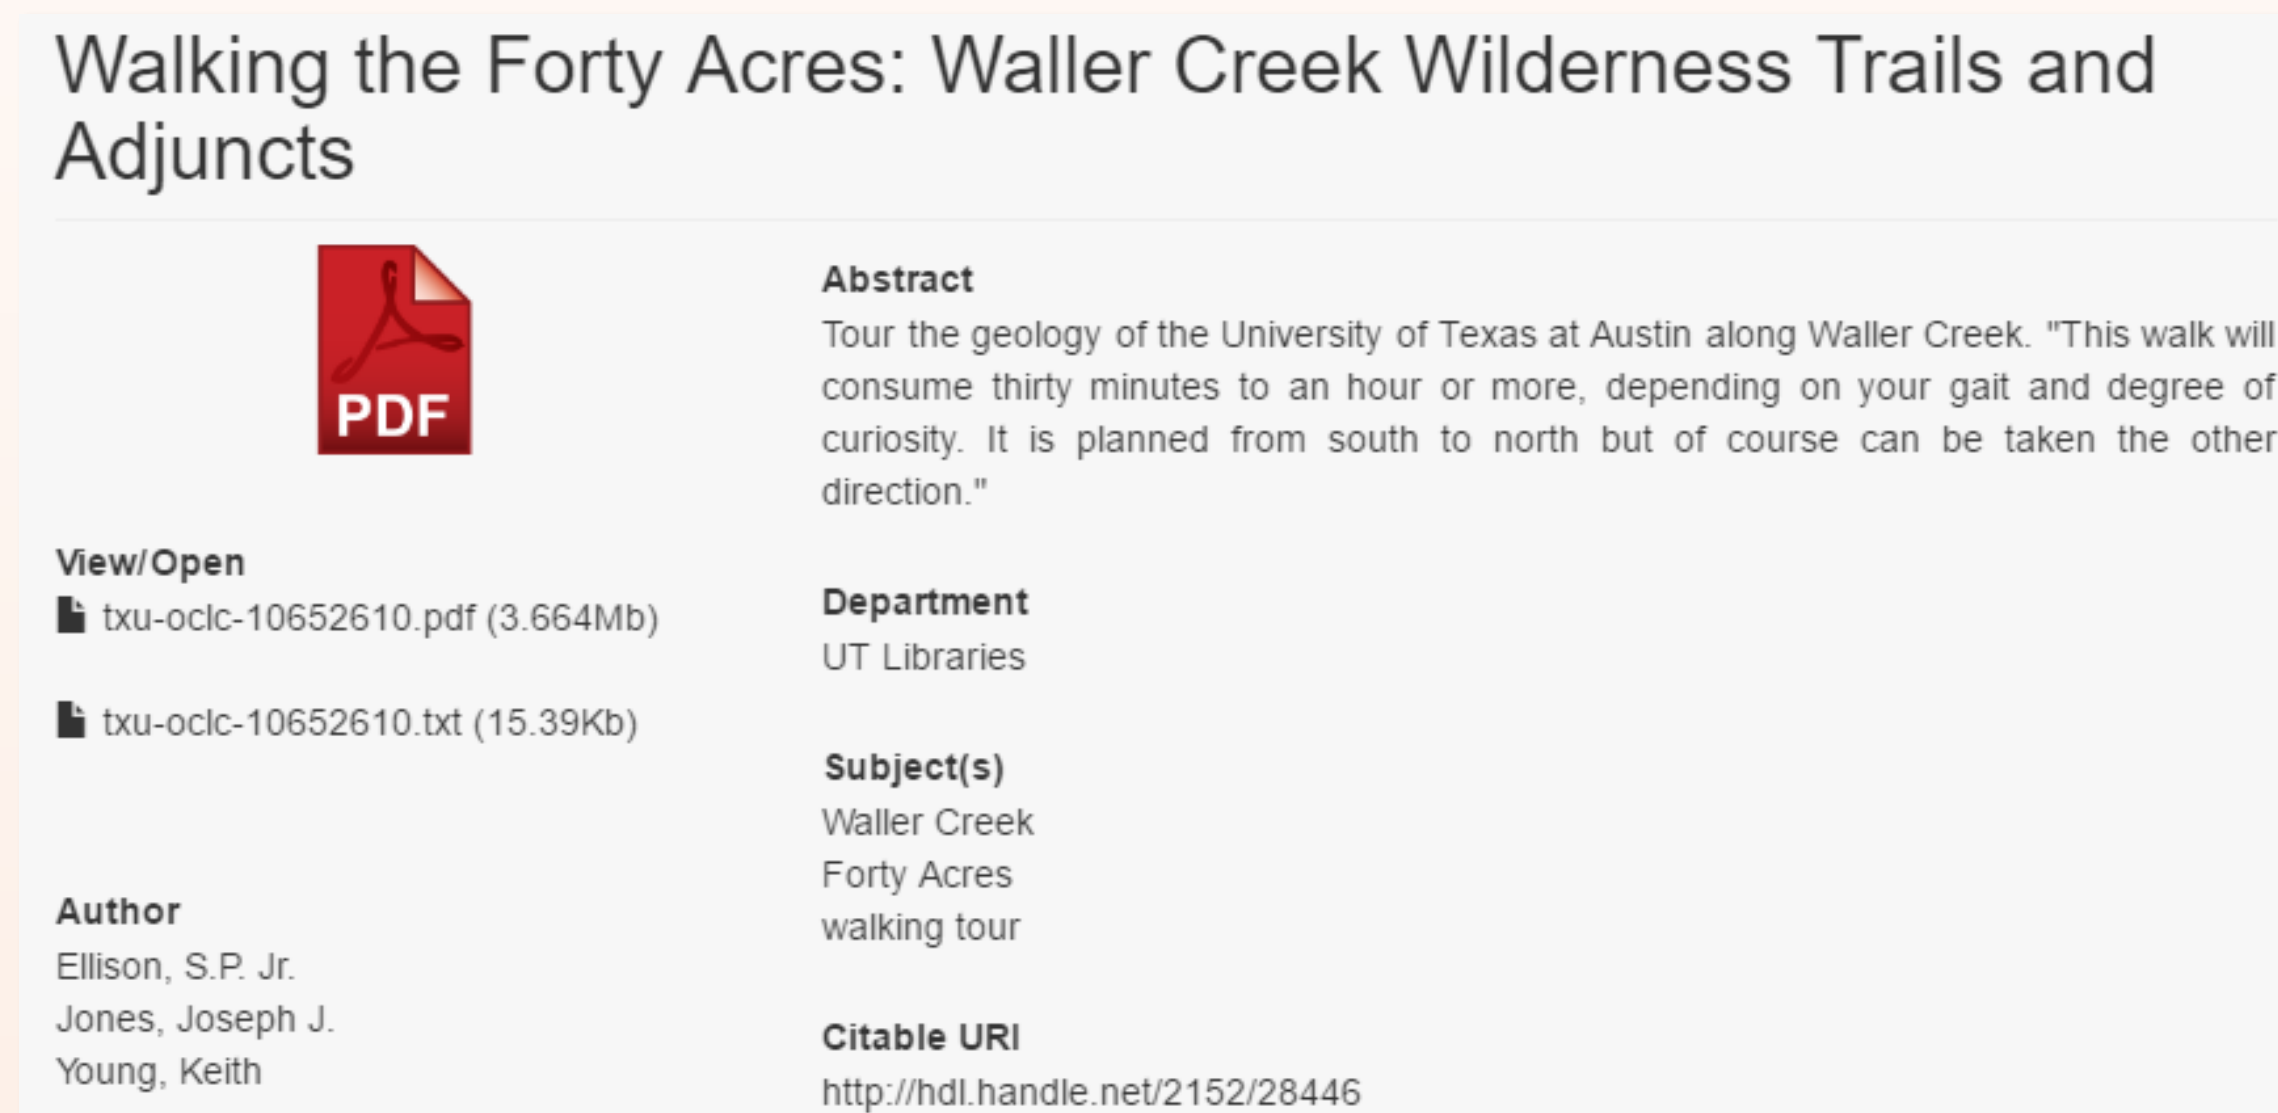 Walking the Forty Acres: Waller Creek Wilderness Trails and
Adjuncts
PDF
View/Open
txu-oclc-10652610.pdf (3.664Mb)
txu-oclc-10652610.txt (15.39Kb)
Author
Ellison, S.P. Jr.
Jones, Joseph J.
Young, Keith
Abstract
Tour the geology of the University of Texas at Austin along Waller Creek. "This walk will
consume thirty minutes to an hour or more, depending on your gait and degree of
curiosity. It is planned from south to north but of course can be taken the other
direction."
Department
UT Libraries
Subject(s)
Waller Creek
Forty Acres
walking tour
Citable URI
http://hdl.handle.net/2152/28446